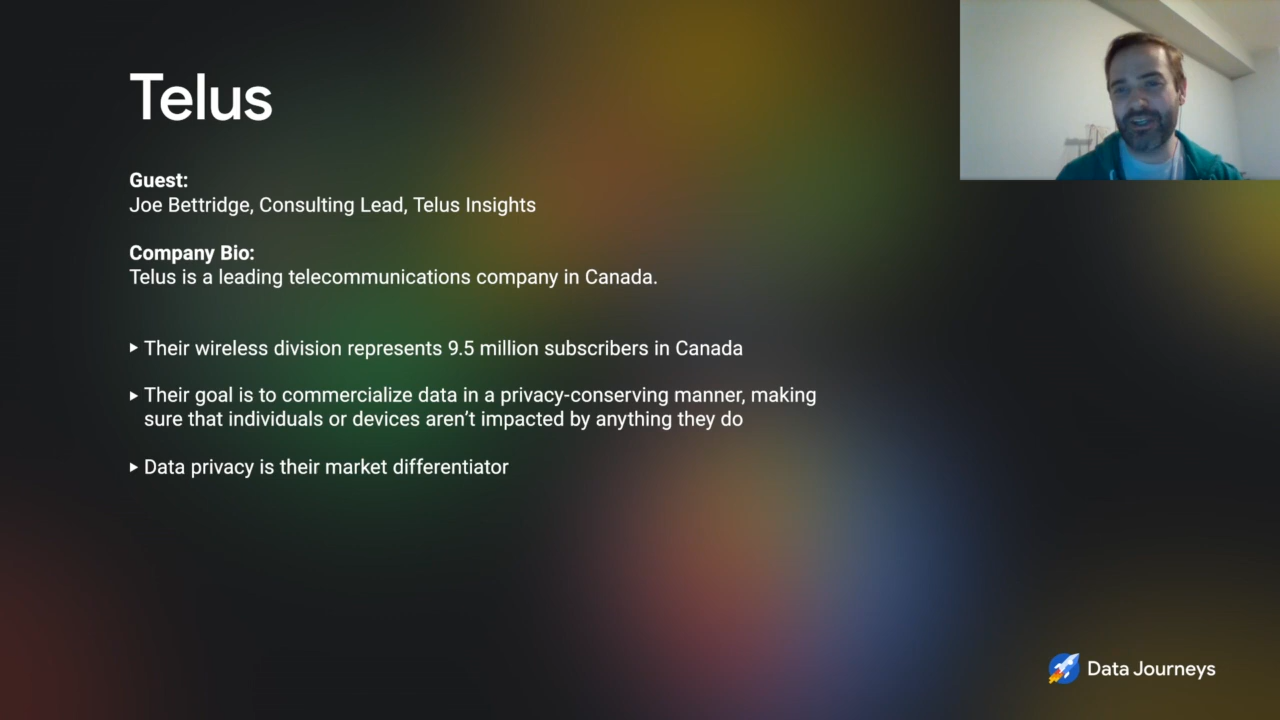 Telus
Guest:
Joe Bettridge, Consulting Lead, Telus Insights
Company Bio:
Telus is a leading telecommunications company in Canada.
‣ Their wireless division represents 9.5 million subscribers in Canada
‣ Their goal is to commercialize data in a privacy-conserving manner, making
sure that individuals or devices aren’t impacted by anything they do
‣ Data privacy is their market differentiator
Data Journeys